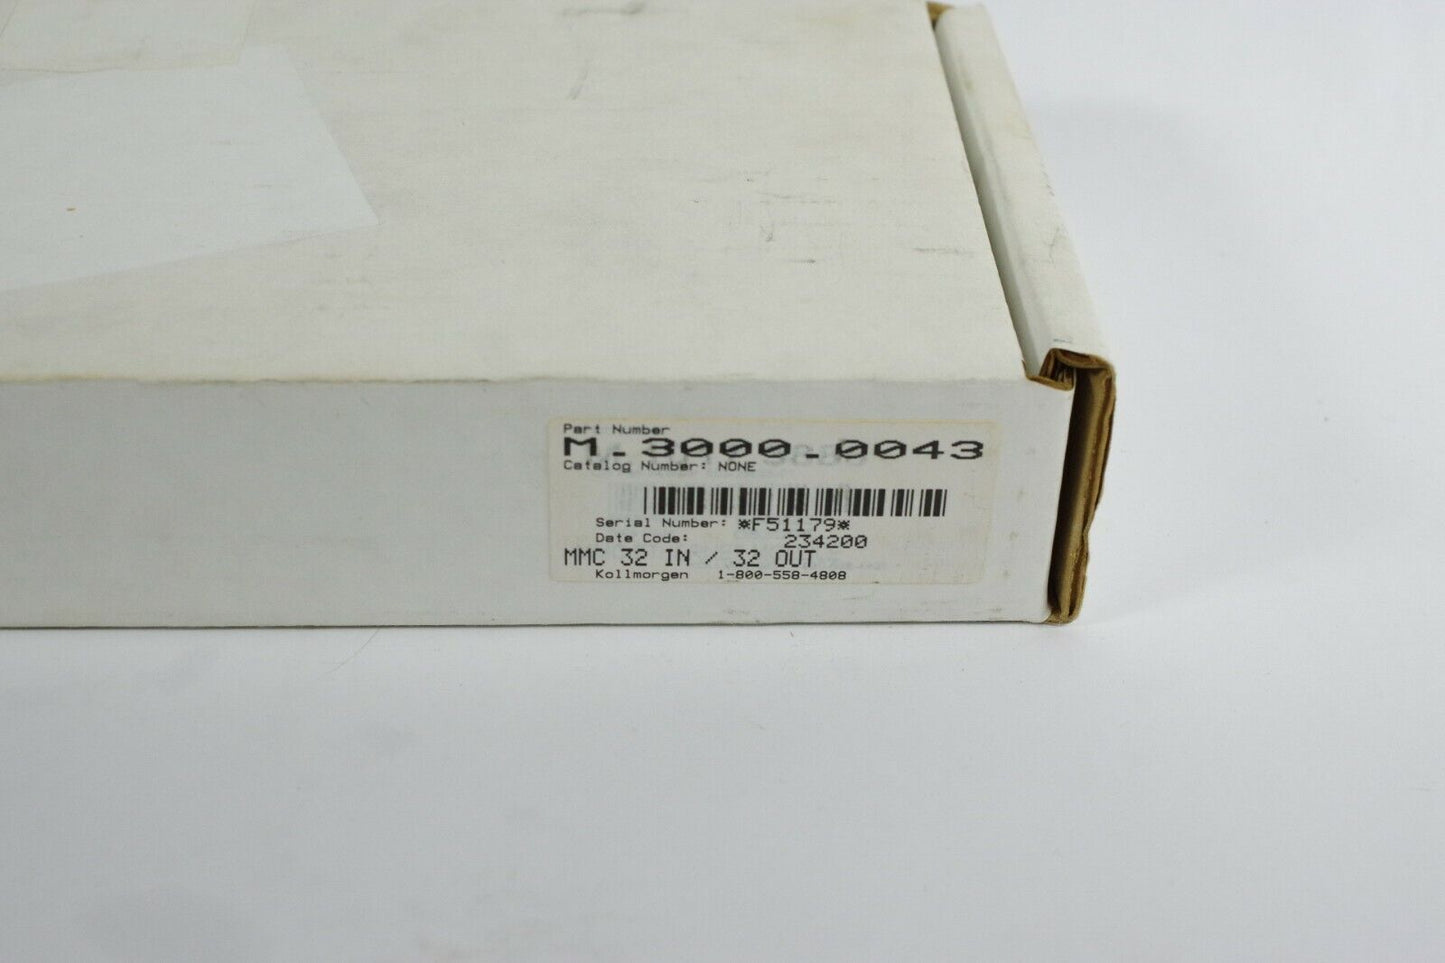 Part Number
M.3000.0043
Catalog Number: NONE
Serial Number: *F51179*
Date Code: 234200
MMC 32 IN / 32 OUT
Kollmorgen 1-800-558-4808